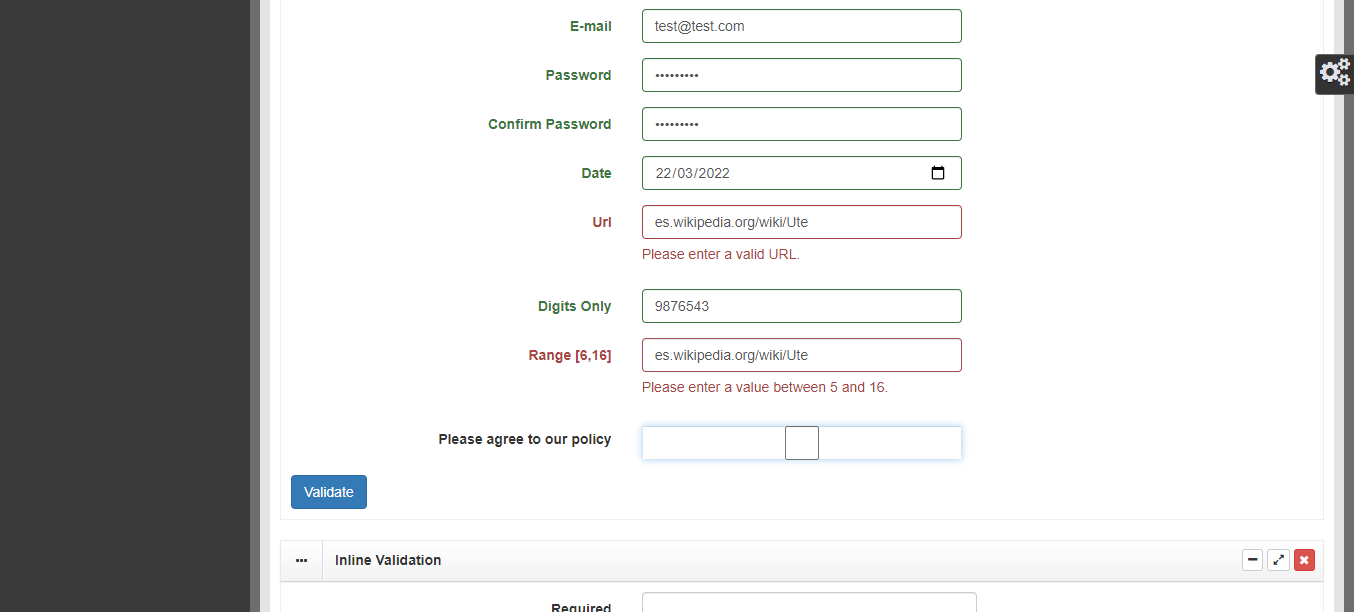 E-mail test@test.com
Password •••••••••
Confirm Password •••••••••
Date 22/03/2022
Url es.wikipedia.org/wiki/Ute
Please enter a valid URL.
Digits Only 9876543
Range [6,16] es.wikipedia.org/wiki/Ute
Please enter a value between 5 and 16.
Please agree to our policy
Validate
Inline Validation
Required